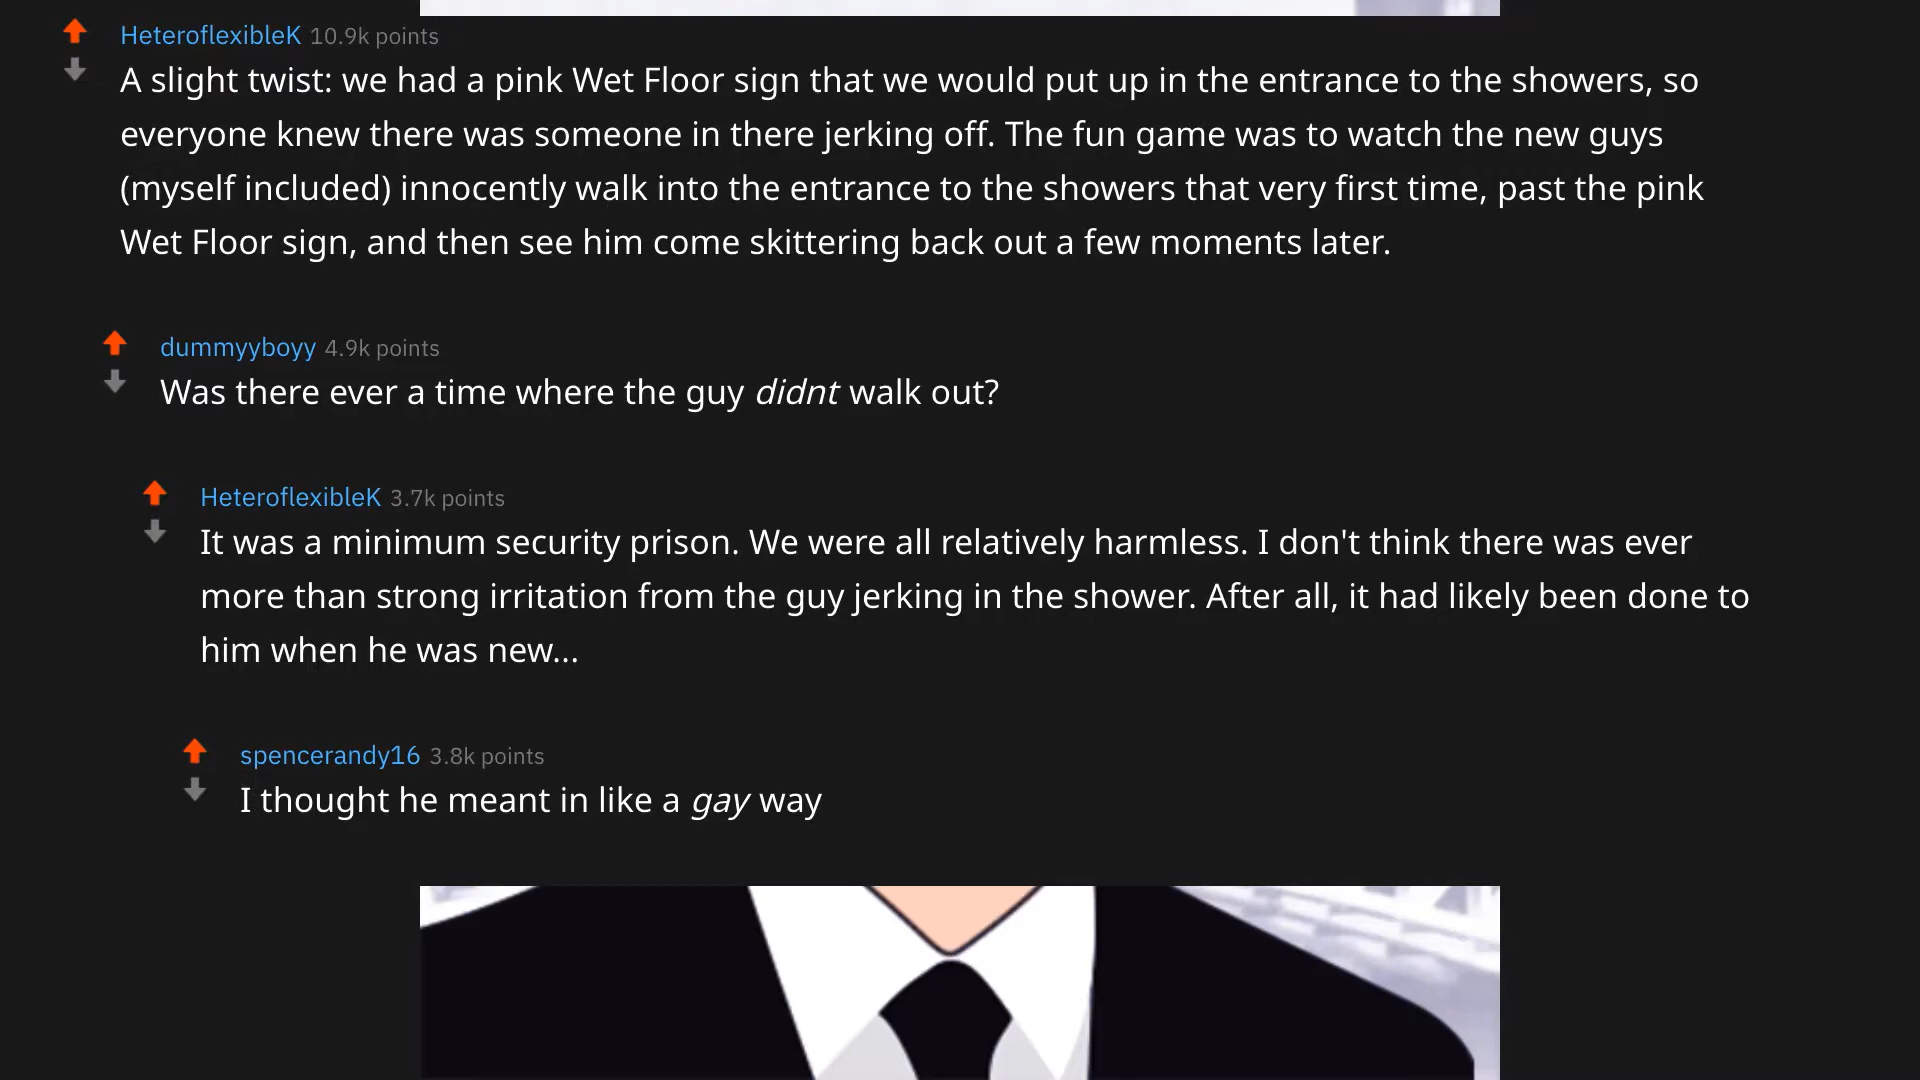 HeteroflexibleK 10.9k points
A slight twist: we had a pink Wet Floor sign that we would put up in the entrance to the showers, so
everyone knew there was someone in there jerking off. The fun game was to watch the new guys
(myself included) innocently walk into the entrance to the showers that very first time, past the pink
Wet Floor sign, and then see him come skittering back out a few moments later.
dummyyboyy 4.9k points
Was there ever a time where the guy didnt walk out?
HeteroflexibleK 3.7k points
It was a minimum security prison. We were all relatively harmless. I don't think there was ever
more than strong irritation from the guy jerking in the shower. After all, it had likely been done to
him when he was new...
spencerandy16 3.8k points
I thought he meant in like a gay way